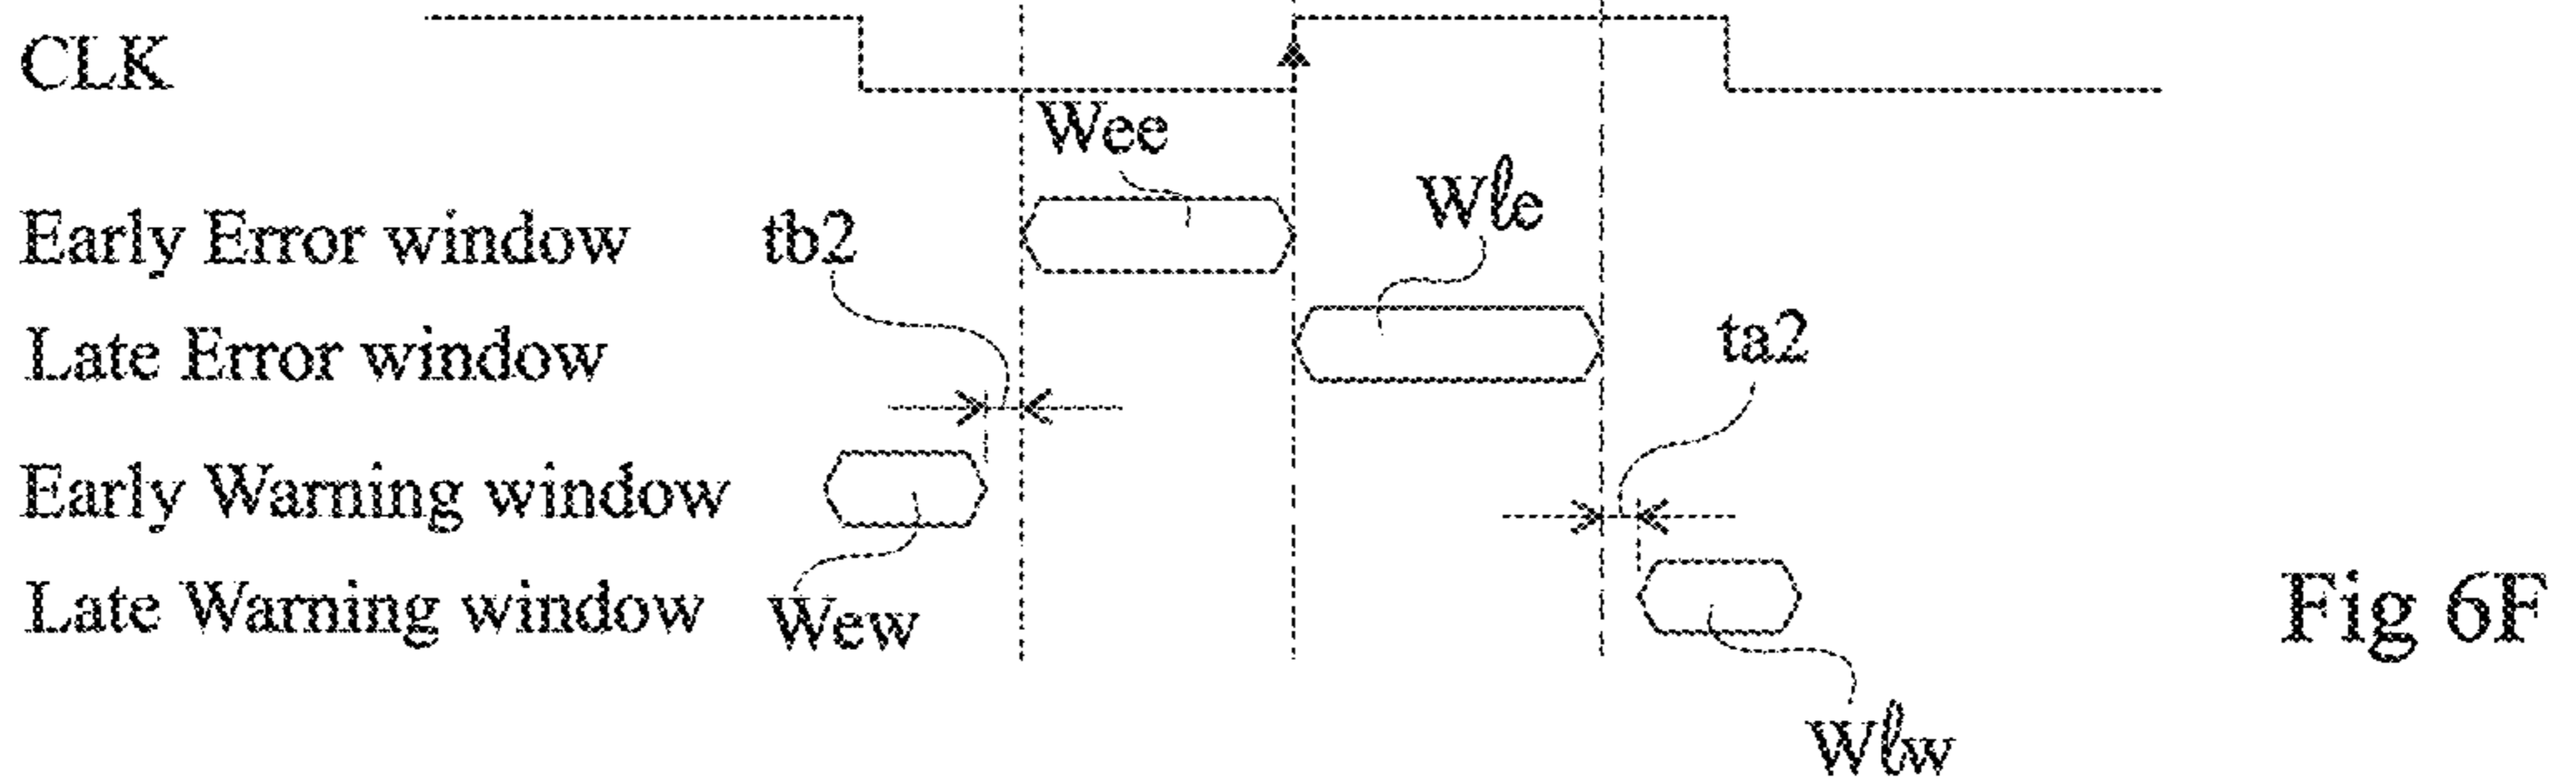 CLK
Wee
Wℓe
Early Error window
tb2
Late Error window
ta2
Early Warning window
Late Warning window
Wew
Wℓw
Fig 6F